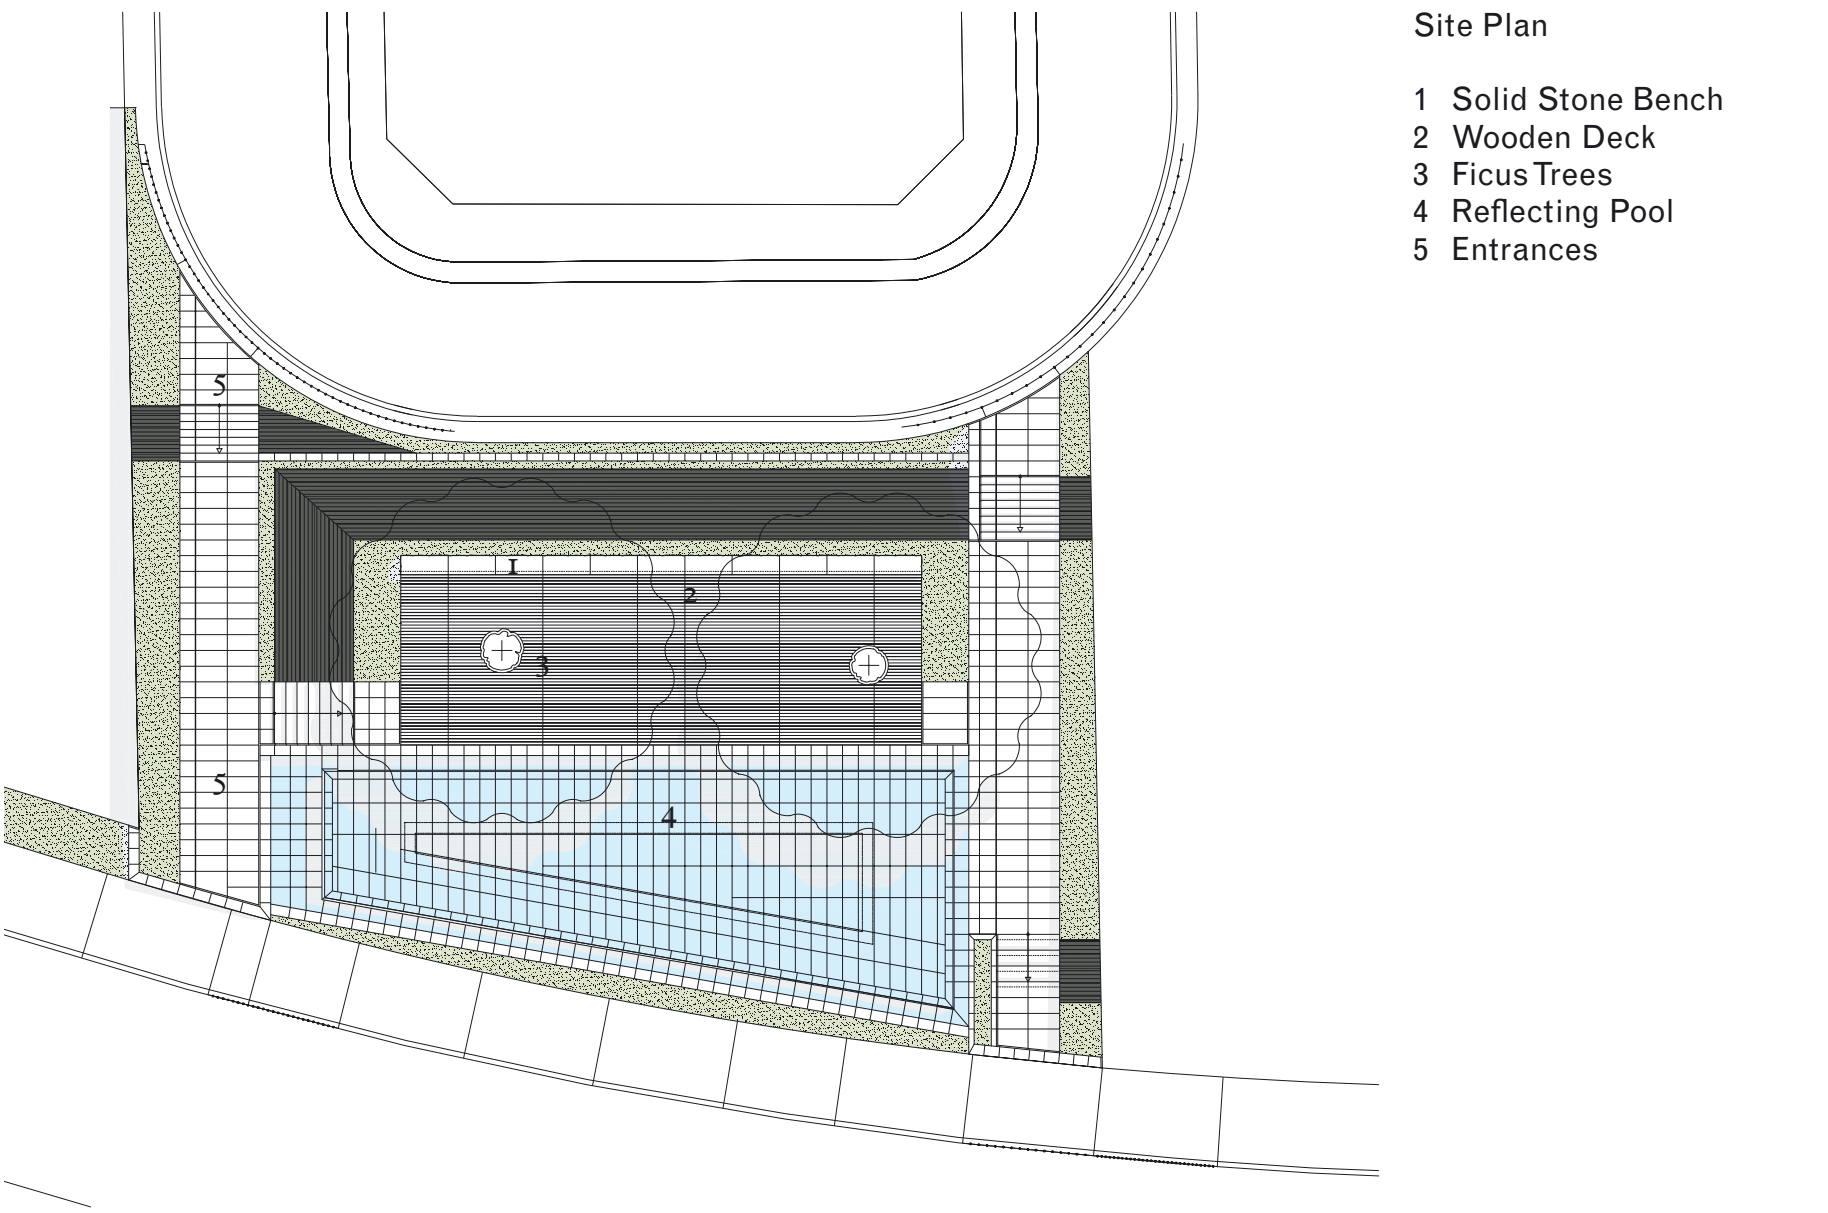 Site Plan
1 Solid Stone Bench
2 Wooden Deck
3 Ficus Trees
4 Reflecting Pool
5 Entrances
5
1
2
3
5
4